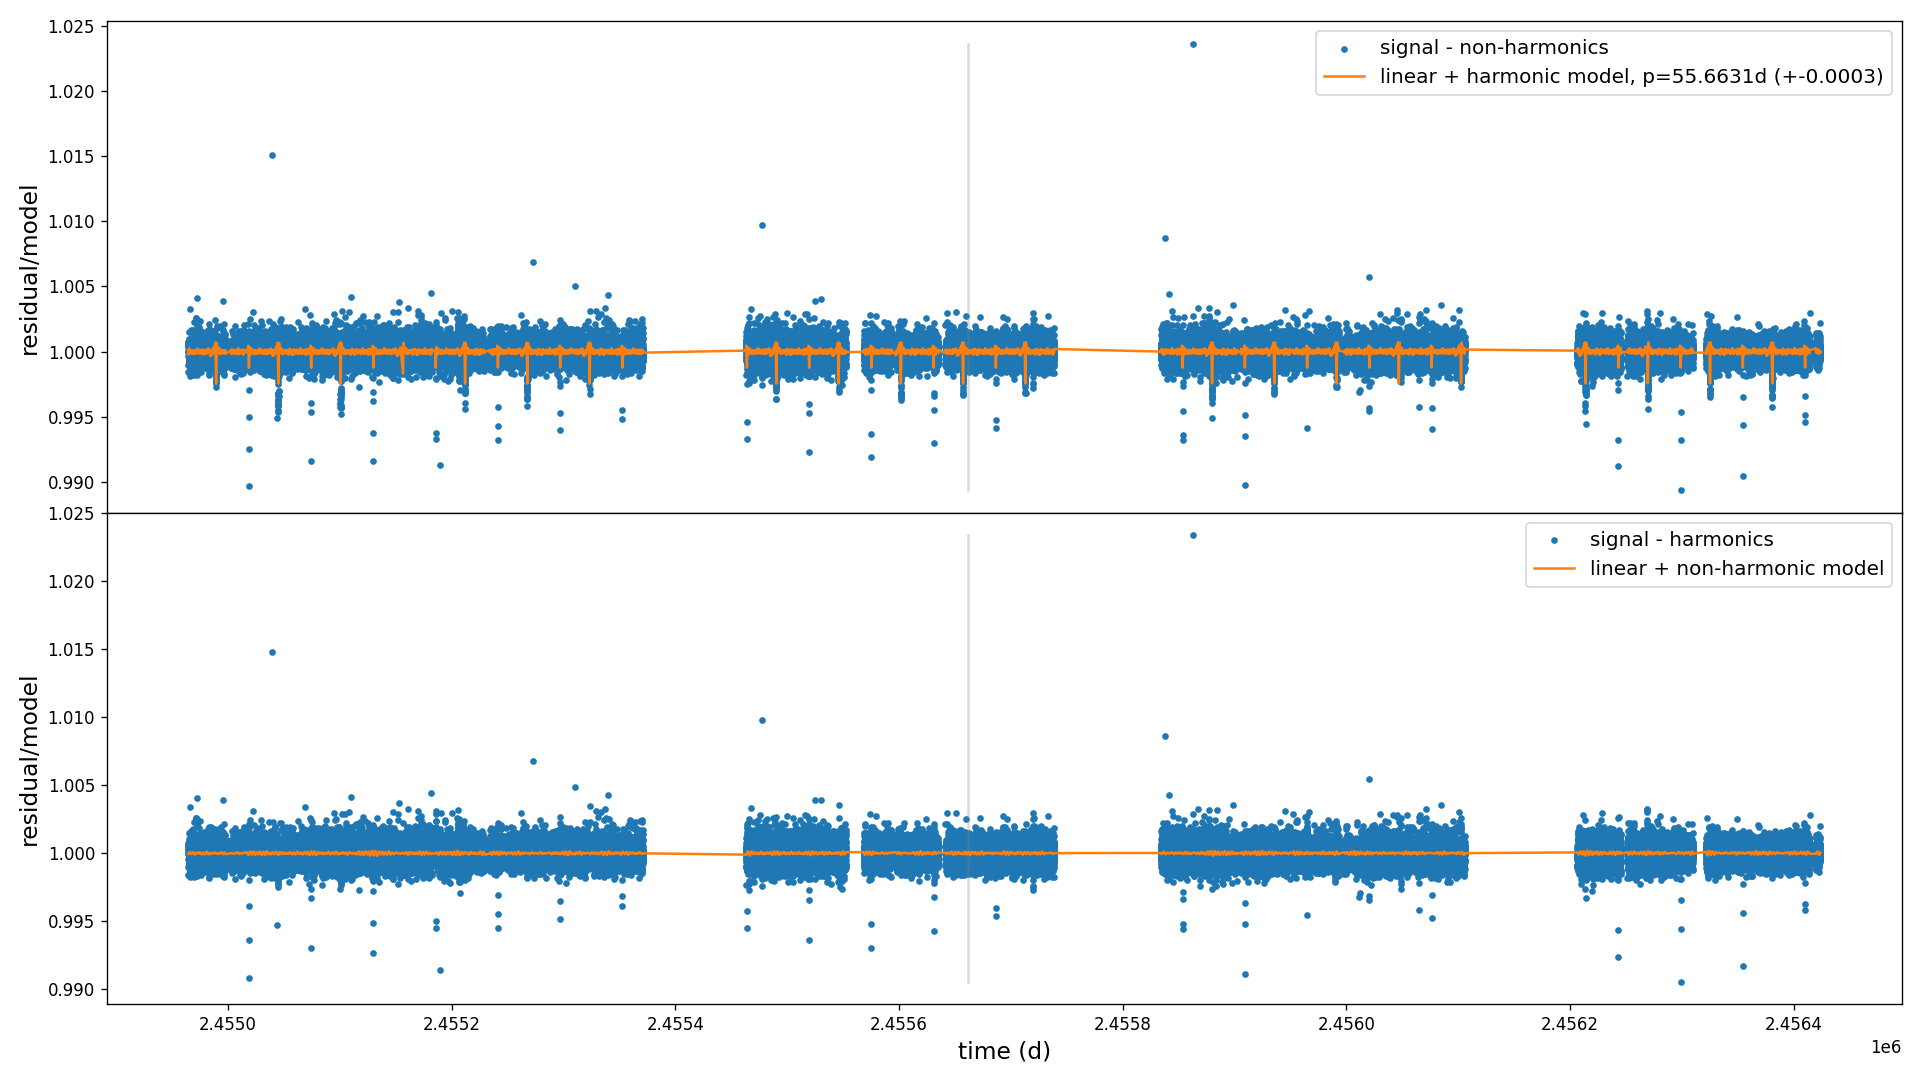 1.025
1.020
1.015
1.010
1.005
1.000
0.995
0.990
residual/model
signal - non-harmonics
linear + harmonic model, p=55.6631d (+-0.0003)
1.025
1.020
1.015
1.010
1.005
1.000
0.995
0.990
residual/model
signal - harmonics
linear + non-harmonic model
2.4550 2.4552 2.4554 2.4556 2.4558 2.4560 2.4562 2.4564
time (d)
1e6